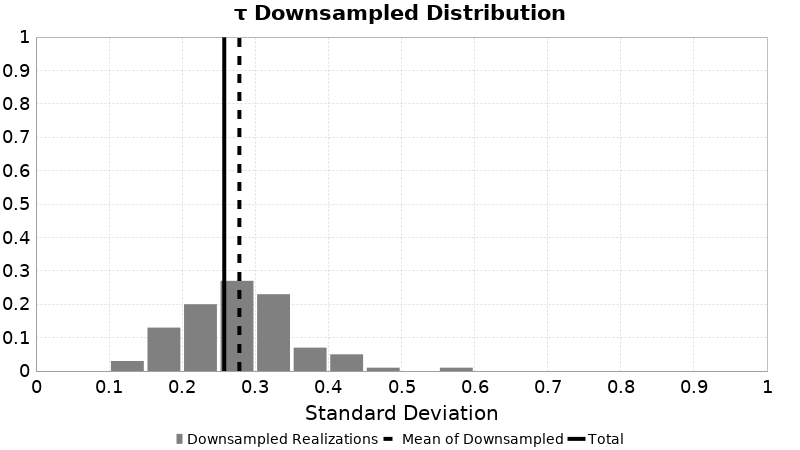 τ Downsampled Distribution
1
0.9
0.8
0.7
0.6
0.5
0.4
0.3
0.2
0.1
0
0 0.1 0.2 0.3 0.4 0.5 0.6 0.7 0.8 0.9 1
Standard Deviation
Downsampled Realizations Mean of Downsampled Total